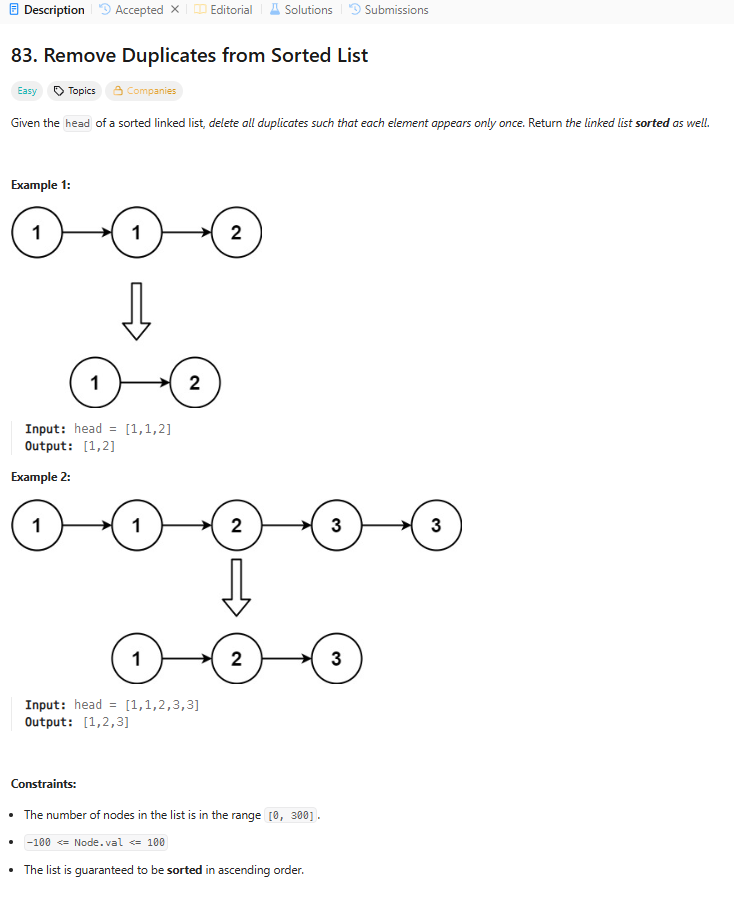 Description Accepted × Editorial Solutions Submissions
83. Remove Duplicates from Sorted List
Easy Topics Companies
Given the head of a sorted linked list, delete all duplicates such that each element appears only once. Return the linked list sorted as well.
Example 1:
1 1 2
1 2
Input: head = [1,1,2]
Output: [1,2]
Example 2:
1 1 2 3 3
1 2 3
Input: head = [1,1,2,3,3]
Output: [1,2,3]
Constraints:
• The number of nodes in the list is in the range [0, 300].
• -100 <= Node.val <= 100
• The list is guaranteed to be sorted in ascending order.